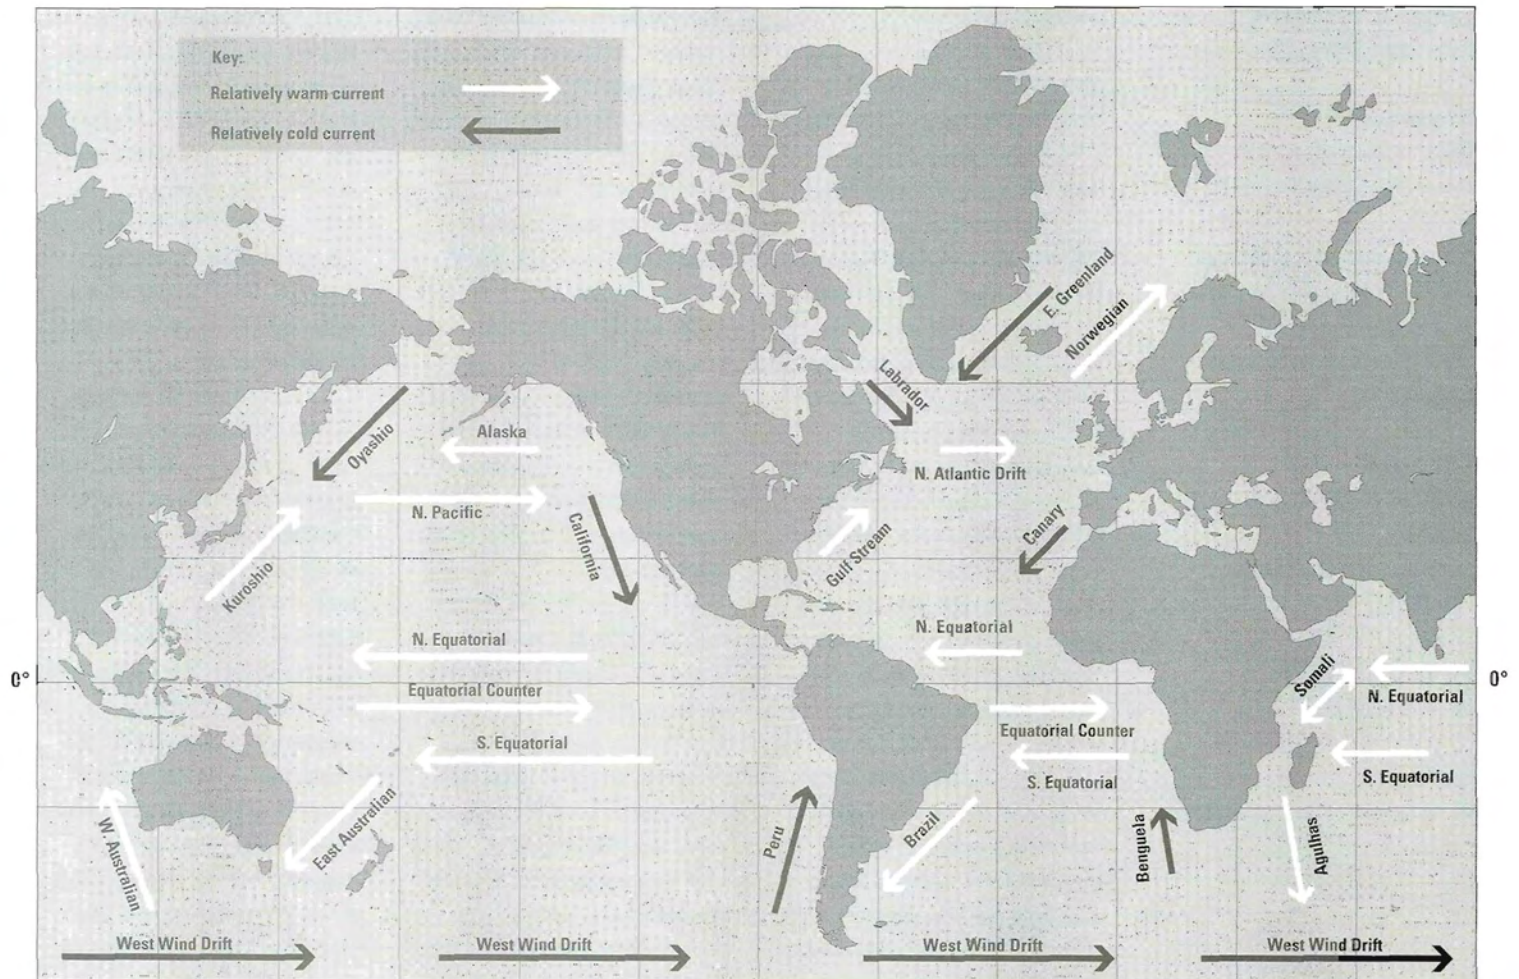 Key:
Relatively warm current
Relatively cold current
E. Greenland
Norwegian
Labrador
Alaska
Oyashio
N. Atlantic Drift
N. Pacific
California
Canary
Gulf Stream
Kuroshio
N. Equatorial
N. Equatorial
Somali
0°
0°
Equatorial Counter
N. Equatorial
Equatorial Counter
S. Equatorial
S. Equatorial
S. Equatorial
W. Australian
East Australian
Peru
Brazil
Benguela
Agulhas
West Wind Drift
West Wind Drift
West Wind Drift
West Wind Drift